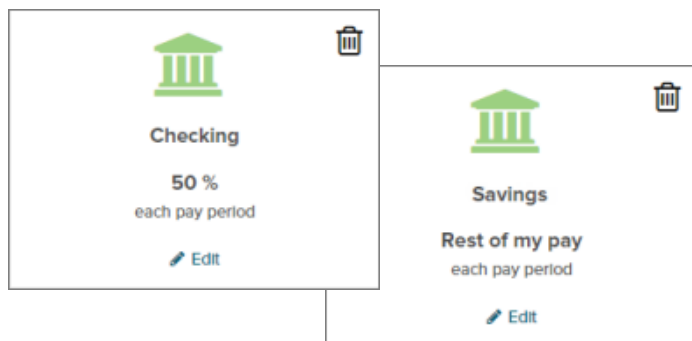 Checking
50 %
each pay period
Edit
Savings
Rest of my pay
each pay period
Edit